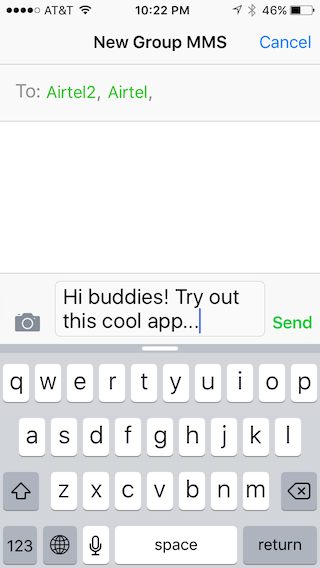 AT&T 10:22 PM 46%
New Group MMS Cancel
To: Airtel2, Airtel,
Hi buddies! Try out
this cool app...
Send
q w e r t y u i o p
a s d f g h j k l
z x c v b n m
123 space return